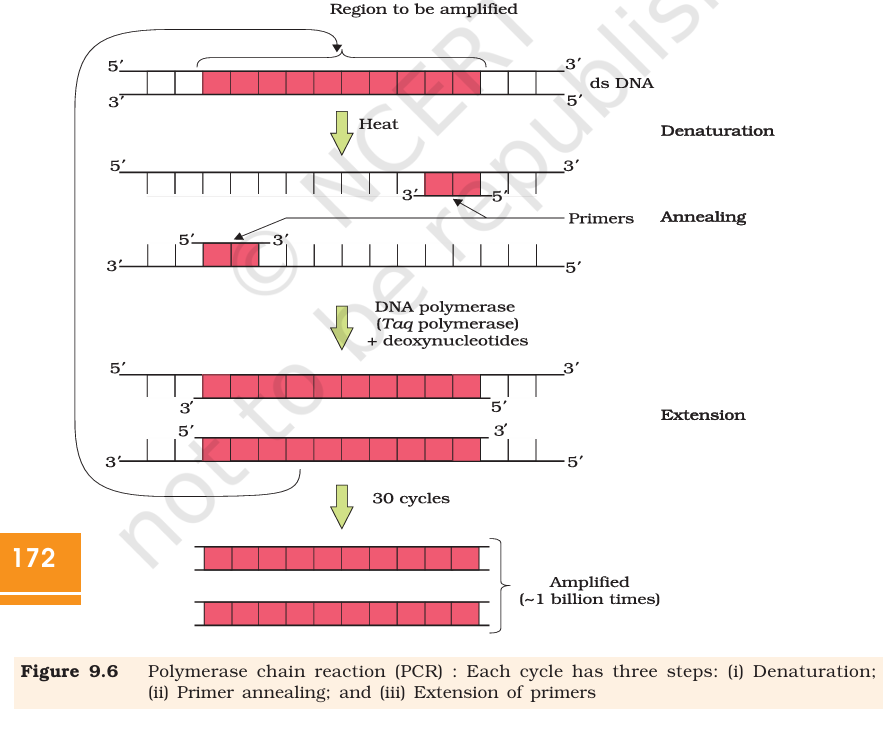 Region to be amplified
5′ 3′
ds DNA
3′ 5′
Heat
Denaturation
5′ 3′
3′ 5′
Primers Annealing
5′ 3′
3′ 5′
DNA polymerase
(Taq polymerase)
+ deoxynucleotides
5′ 3′
3′ 5′
Extension
5′ 3′
3′ 5′
30 cycles
172
Amplified
(~1 billion times)
Figure 9.6 Polymerase chain reaction (PCR) : Each cycle has three steps: (i) Denaturation;
(ii) Primer annealing; and (iii) Extension of primers
© NCERT
not to be